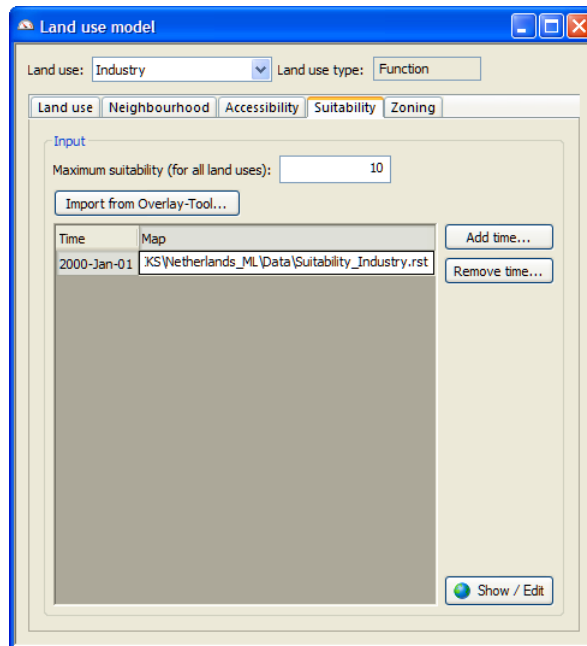 Land use model
Land use: Industry Land use type: Function
Land use Neighbourhood Accessibility Suitability Zoning
Input
Maximum suitability (for all land uses): 10
Import from Overlay-Tool...
Time Map Add time...
2000-Jan-01 :KS\Netherlands_ML\Data\Suitability_Industry.rst Remove time...
Show / Edit